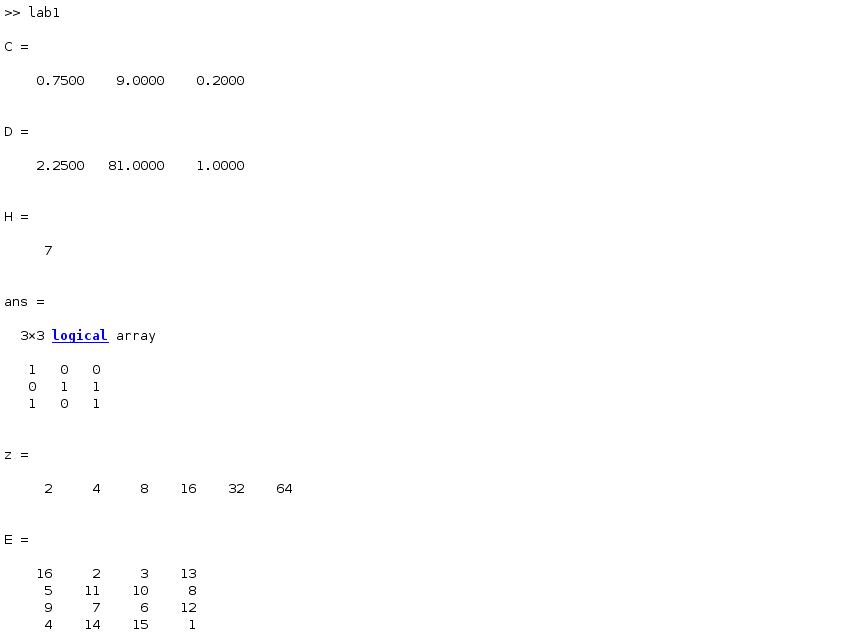 >> lab1
C =
0.7500 9.0000 0.2000
D =
2.2500 81.0000 1.0000
H =
7
ans =
3×3 logical array
1 0 0
0 1 1
1 0 1
z =
2 4 8 16 32 64
E =
16 2 3 13
5 11 10 8
9 7 6 12
4 14 15 1